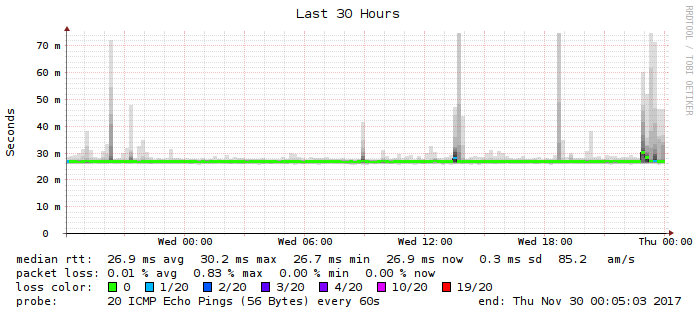 Last 30 Hours
RRDTOOL / TOBI OETIKER
Seconds
70 m
60 m
50 m
40 m
30 m
20 m
10 m
0
Wed 00:00 Wed 06:00 Wed 12:00 Wed 18:00 Thu 00:00
median rtt: 26.9 ms avg 30.2 ms max 26.7 ms min 26.9 ms now 0.3 ms sd 85.2 am/s
packet loss: 0.01 % avg 0.83 % max 0.00 % min 0.00 % now
loss color: 0 1/20 2/20 3/20 4/20 10/20 19/20
probe: 20 ICMP Echo Pings (56 Bytes) every 60s end: Thu Nov 30 00:05:03 2017